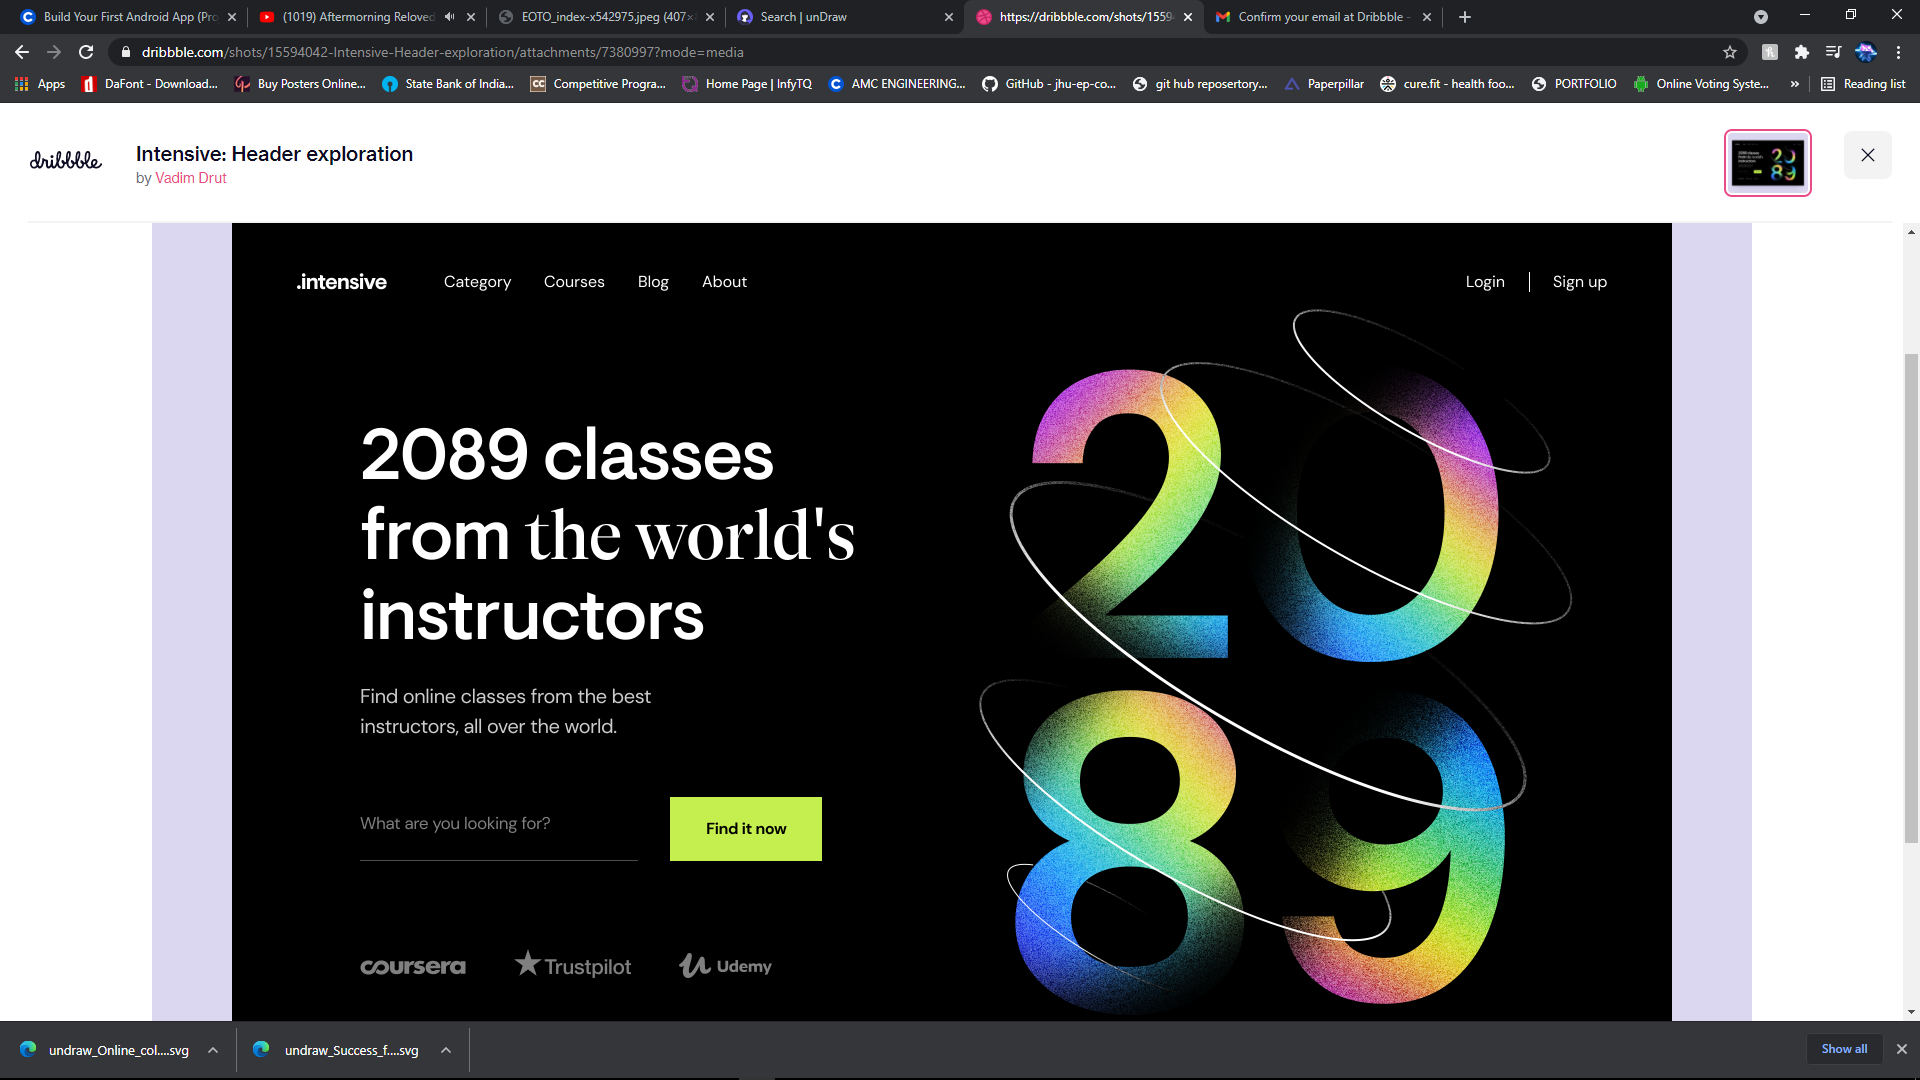 Build Your First Android App (Pro
(1019) Aftermorning Reloved
EOTO_index-x542975.jpeg (407×
Search | unDraw
https://dribbble.com/shots/1559
Confirm your email at Dribbble -
dribbble.com/shots/15594042-Intensive-Header-exploration/attachments/7380997?mode=media
Apps
DaFont - Download...
Buy Posters Online...
State Bank of India...
CC
Competitive Progra...
Home Page | InfyTQ
AMC ENGINEERING...
GitHub - jhu-ep-co...
git hub reposertory...
Paperpillar
cure.fit - health foo...
PORTFOLIO
Online Voting Syste...
»
Reading list
dribbble
Intensive: Header exploration
by Vadim Drut
.intensive
Category
Courses
Blog
About
Login
Sign up
2089 classes
from the world's
instructors
Find online classes from the best
instructors, all over the world.
What are you looking for?
Find it now
coursera
Trustpilot
Udemy
20
89
undraw_Online_col....svg
undraw_Success_f....svg
Show all